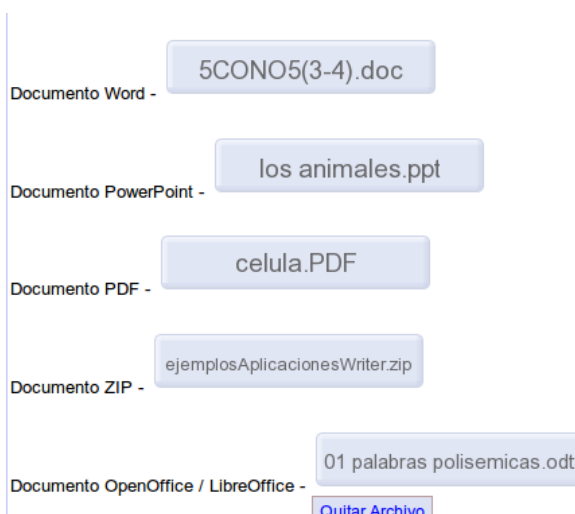 5CONO5(3-4).doc
Documento Word -
los animales.ppt
Documento PowerPoint -
celula.PDF
Documento PDF -
ejemplosAplicacionesWriter.zip
Documento ZIP -
01 palabras polisemicas.odt
Documento OpenOffice / LibreOffice -
Quitar Archivo